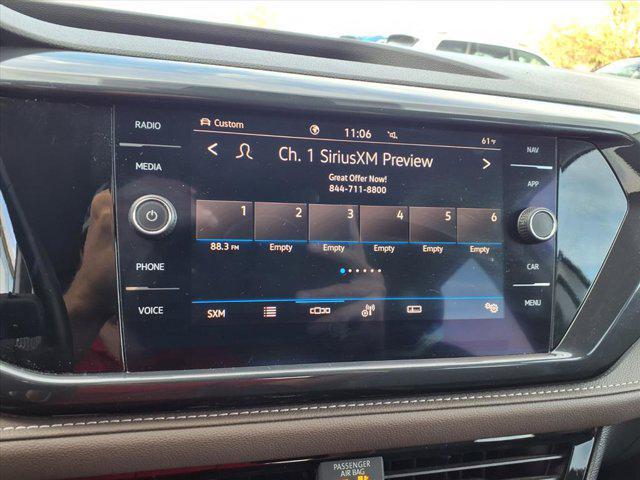 RADIO
MEDIA
PHONE
VOICE
Custom
11:06
61°F
< Ch. 1 SiriusXM Preview >
Great Offer Now!
844-711-8800
1 2 3 4 5 6
88.3 FM Empty Empty Empty Empty Empty
SXM
NAV
APP
CAR
MENU
PASSENGER
AIR BAG